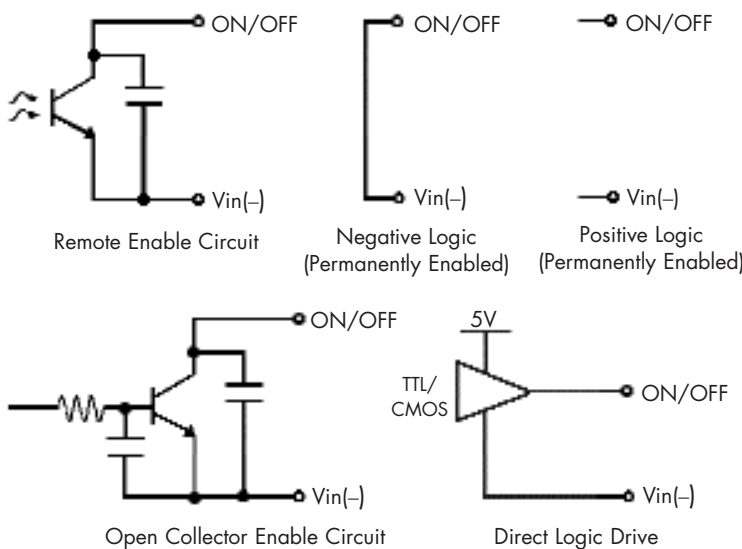 ON/OFF
Vin(–)
Remote Enable Circuit
ON/OFF
Vin(–)
Negative Logic
(Permanently Enabled)
ON/OFF
Vin(–)
Positive Logic
(Permanently Enabled)
ON/OFF
Vin(–)
Open Collector Enable Circuit
5V
TTL/
CMOS
ON/OFF
Vin(–)
Direct Logic Drive